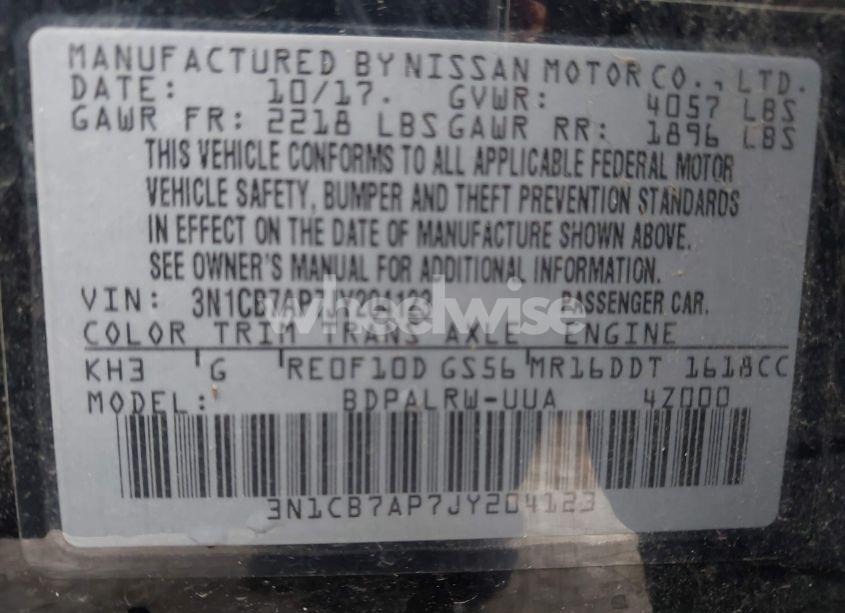 MANUFACTURED BY NISSAN MOTOR CO., LTD.
DATE: 10/17. GVWR: 4057 LBS
GAWR FR: 2218 LBS GAWR RR: 1896 LBS
THIS VEHICLE CONFORMS TO ALL APPLICABLE FEDERAL MOTOR
VEHICLE SAFETY, BUMPER AND THEFT PREVENTION STANDARDS
IN EFFECT ON THE DATE OF MANUFACTURE SHOWN ABOVE.
SEE OWNER'S MANUAL FOR ADDITIONAL INFORMATION.
VIN: 3N1CB7AP7JY204123 PASSENGER CAR.
wheelwise
COLOR TRIM TRANS AXLE ENGINE
KH3 G RE0F10D GS56 MR16DDT 1618CC
MODEL: BDPALRW-UUA 4Z000
3N1CB7AP7JY204123